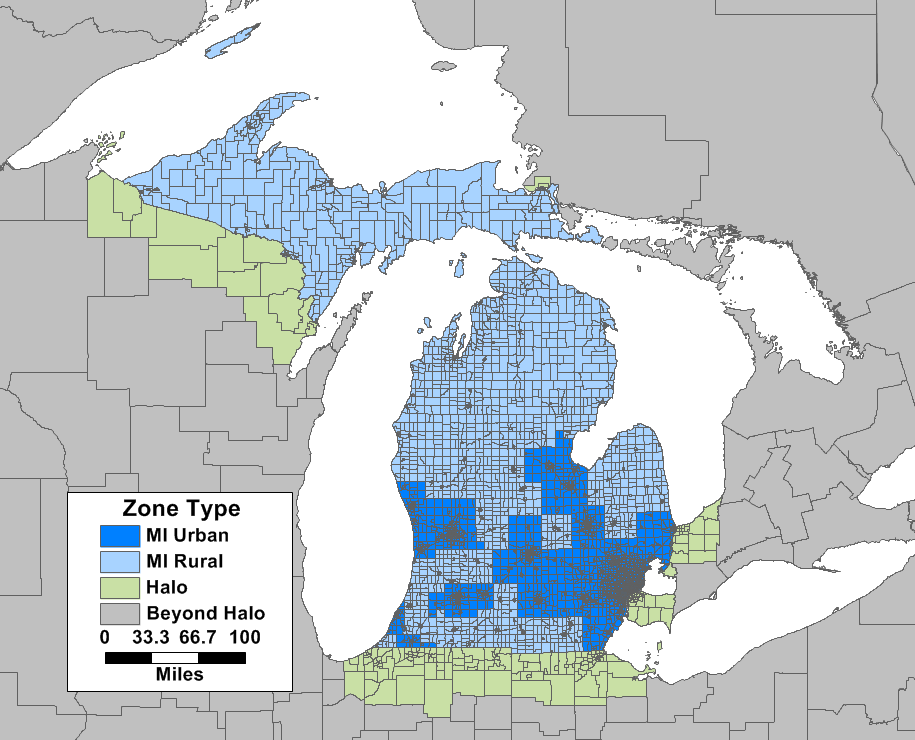 Zone Type
MI Urban
MI Rural
Halo
Beyond Halo
0 33.3 66.7 100
Miles